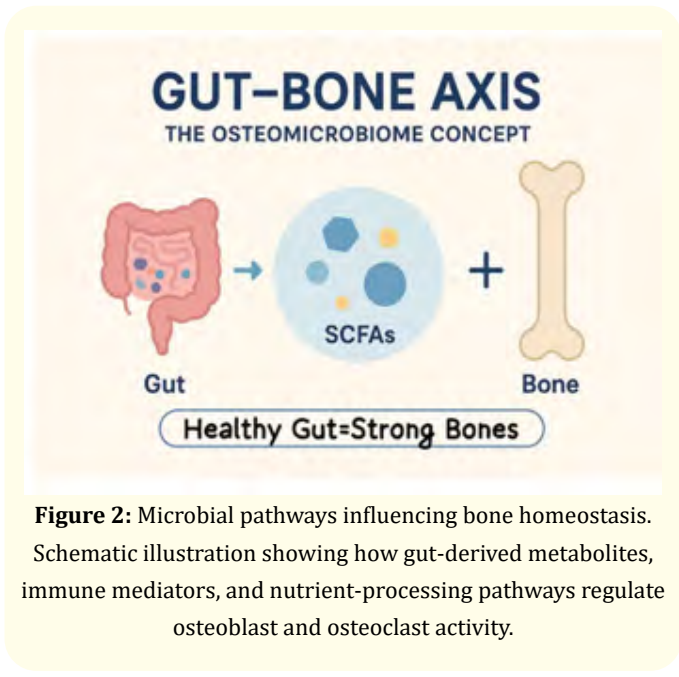 GUT–BONE AXIS
THE OSTEOMICROBIOME CONCEPT
SCFAs
Gut
Bone
Healthy Gut=Strong Bones
Figure 2: Microbial pathways influencing bone homeostasis.
Schematic illustration showing how gut-derived metabolites,
immune mediators, and nutrient-processing pathways regulate
osteoblast and osteoclast activity.